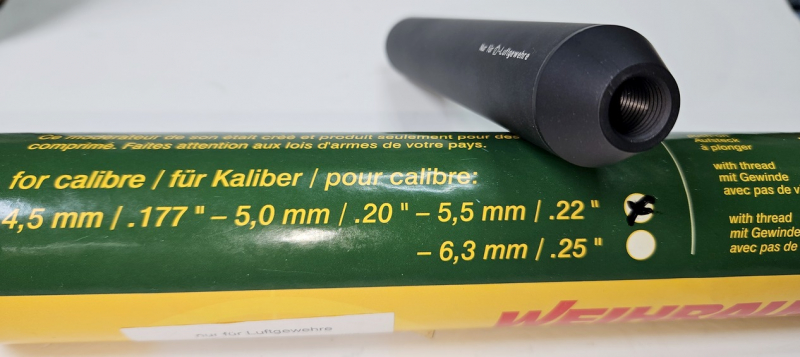 Nur für F-Luftgewehre
Ce modérateur de son était créé et produit seulement pour des
comprimé. Faites attention aux lois d'armes de votre pays.
for calibre / für Kaliber / pour calibre:
4,5 mm / .177 " – 5,0 mm / .20 " – 5,5 mm / .22 "
– 6,3 mm / .25 "
Aufsteck
à plonger
with thread
mit Gewinde
avec pas de v
with thread
mit Gewinde
avec pas de
WEIHRAU
Nur für Luftgewehre